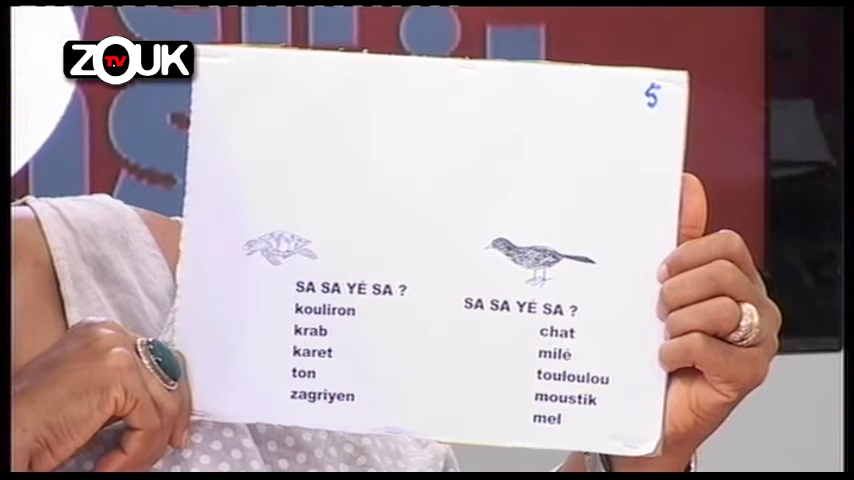 ZOUK
TV
5
SA SA YÉ SA ?
kouliron
krab
karet
ton
zagriyen
SA SA YÉ SA ?
chat
milé
touloulou
moustik
mel